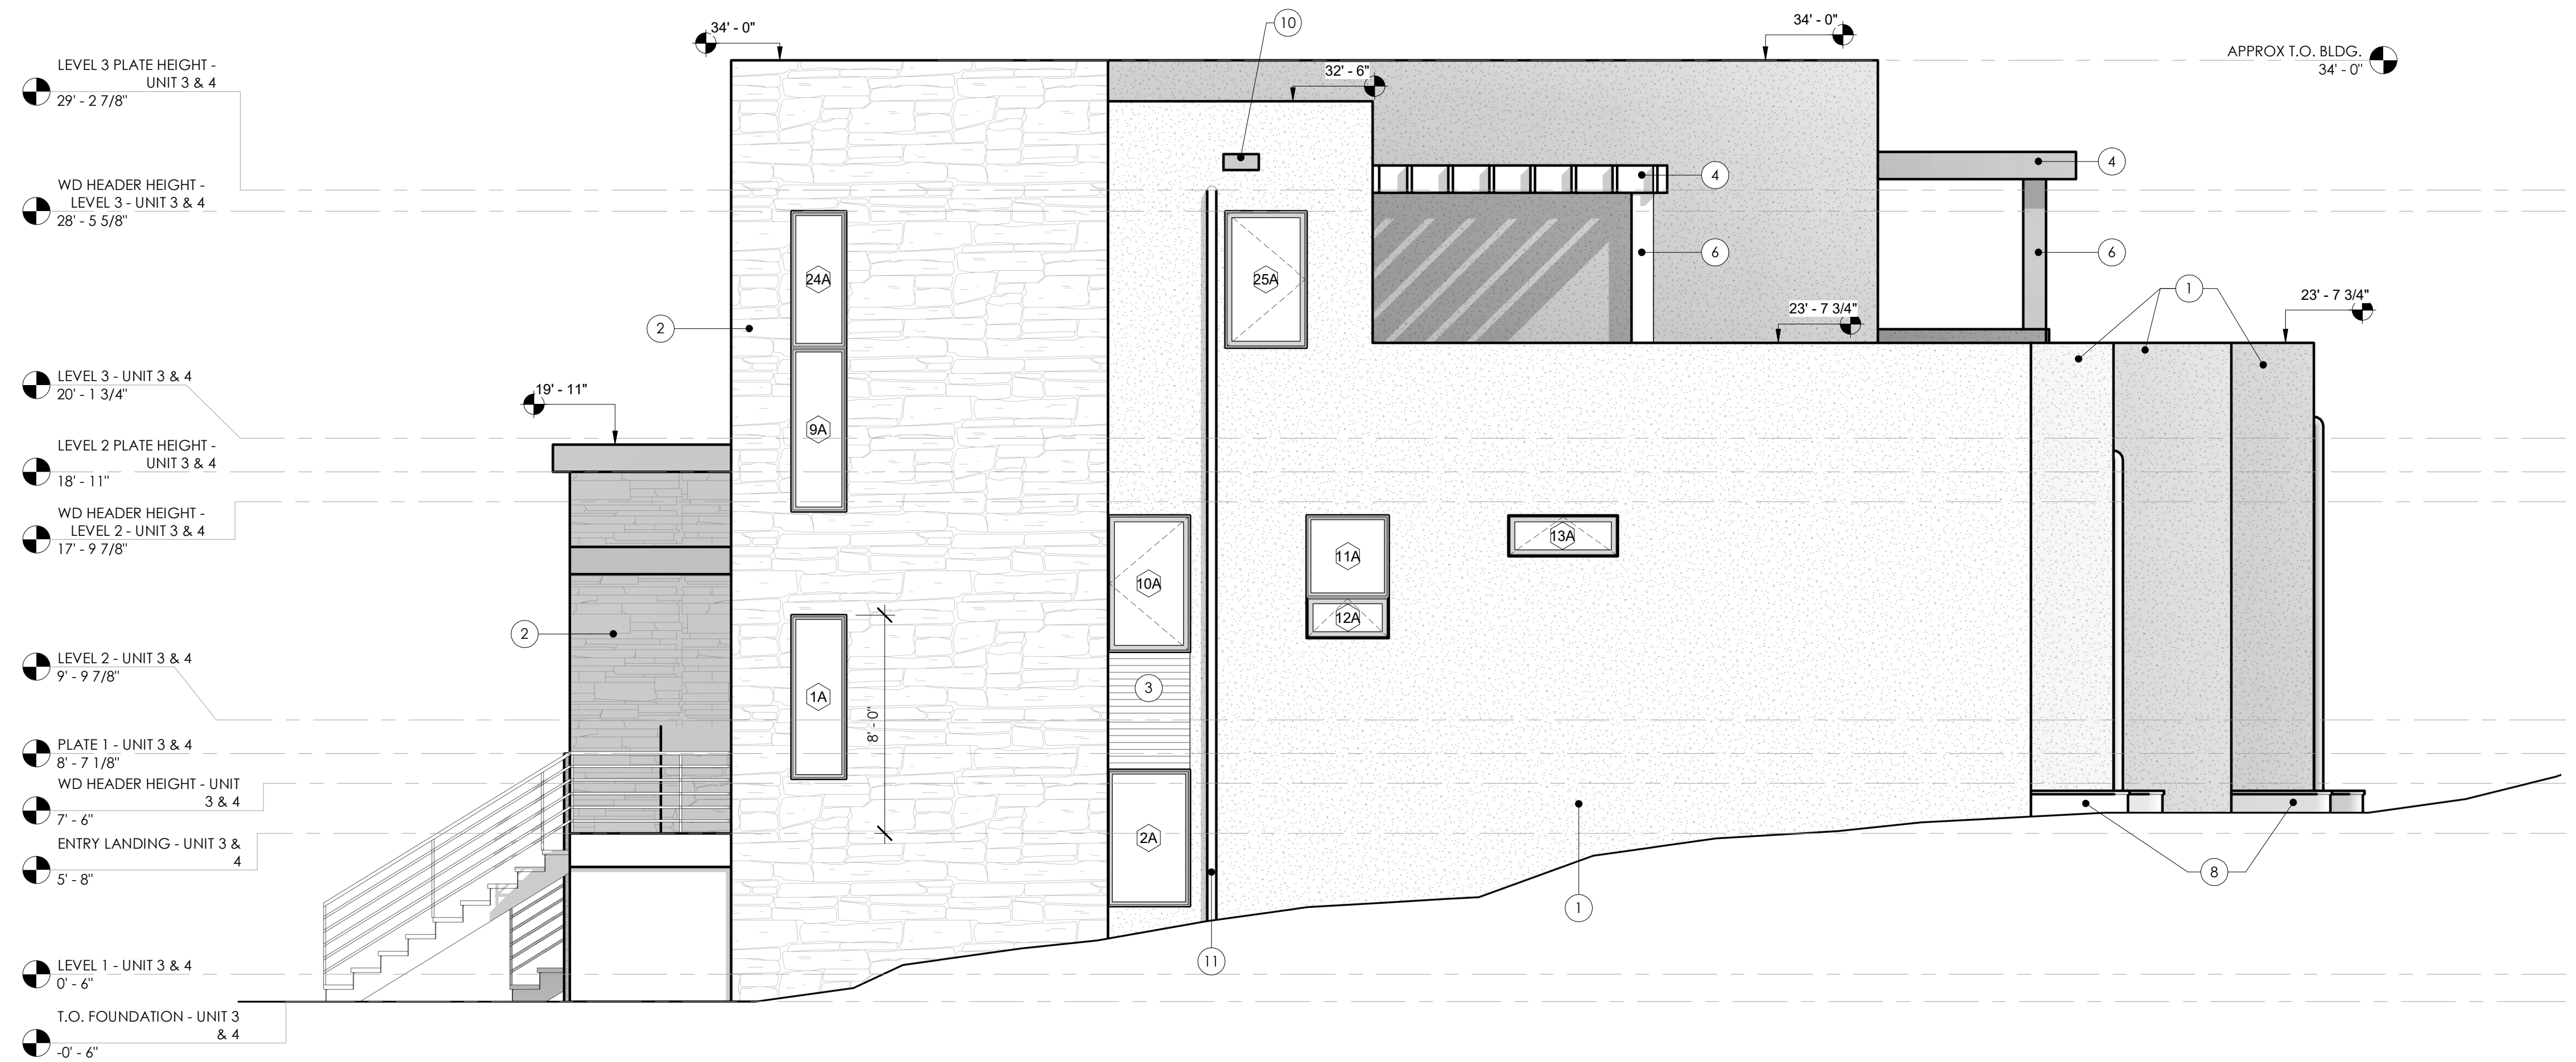 34' - 0"
10
34' - 0"
APPROX T.O. BLDG.
34' - 0"
LEVEL 3 PLATE HEIGHT -
UNIT 3 & 4
29' - 2 7/8"
32' - 6"
4
4
WD HEADER HEIGHT -
LEVEL 3 - UNIT 3 & 4
28' - 5 5/8"
24A
25A
6
6
1
23' - 7 3/4"
23' - 7 3/4"
2
LEVEL 3 - UNIT 3 & 4
20' - 1 3/4"
19' - 11"
9A
LEVEL 2 PLATE HEIGHT -
UNIT 3 & 4
18' - 11"
WD HEADER HEIGHT -
LEVEL 2 - UNIT 3 & 4
17' - 9 7/8"
10A
11A
13A
12A
2
LEVEL 2 - UNIT 3 & 4
9' - 9 7/8"
1A
3
8' - 0"
PLATE 1 - UNIT 3 & 4
8' - 7 1/8"
WD HEADER HEIGHT - UNIT
3 & 4
7' - 6"
2A
ENTRY LANDING - UNIT 3 &
4
5' - 8"
8
1
11
LEVEL 1 - UNIT 3 & 4
0' - 6"
T.O. FOUNDATION - UNIT 3
& 4
-0' - 6"